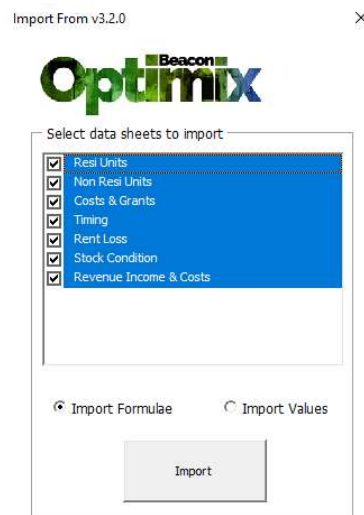 Import From v3.2.0
Beacon
Optimix
Select data sheets to import
Resi Units
Non Resi Units
Costs & Grants
Timing
Rent Loss
Stock Condition
Revenue Income & Costs
Import Formulae
Import Values
Import